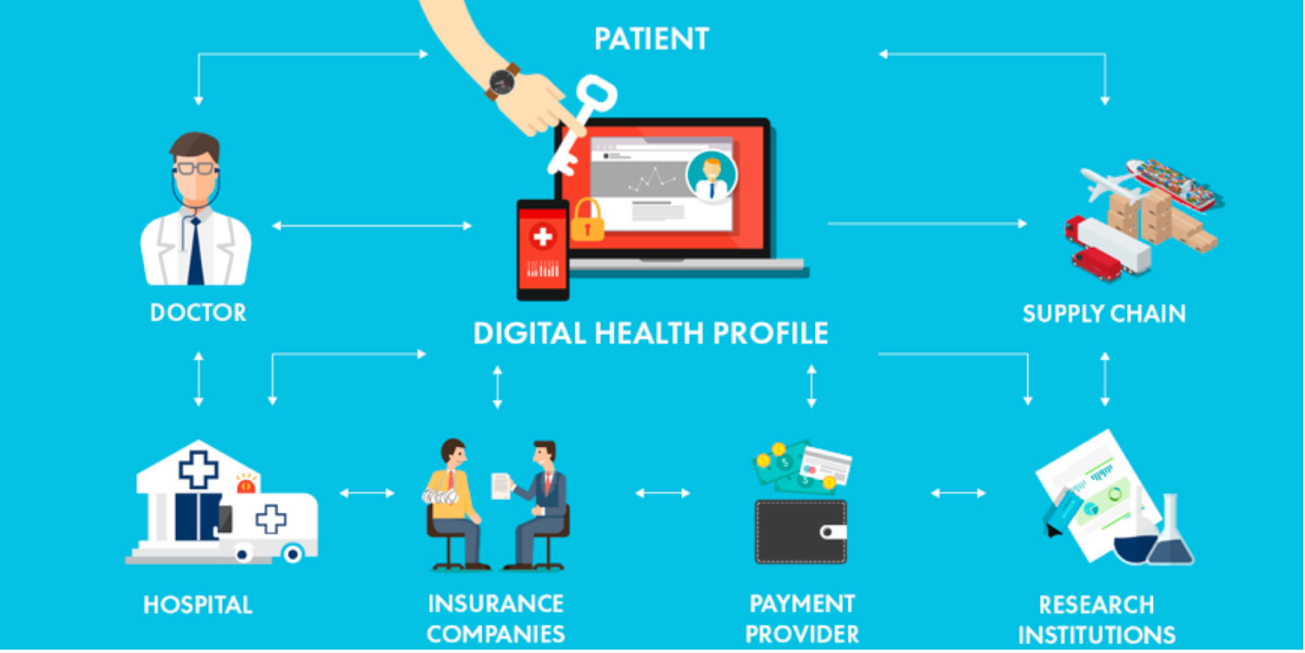 PATIENT
DOCTOR
SUPPLY CHAIN
DIGITAL HEALTH PROFILE
HOSPITAL
INSURANCE
COMPANIES
PAYMENT
PROVIDER
RESEARCH
INSTITUTIONS